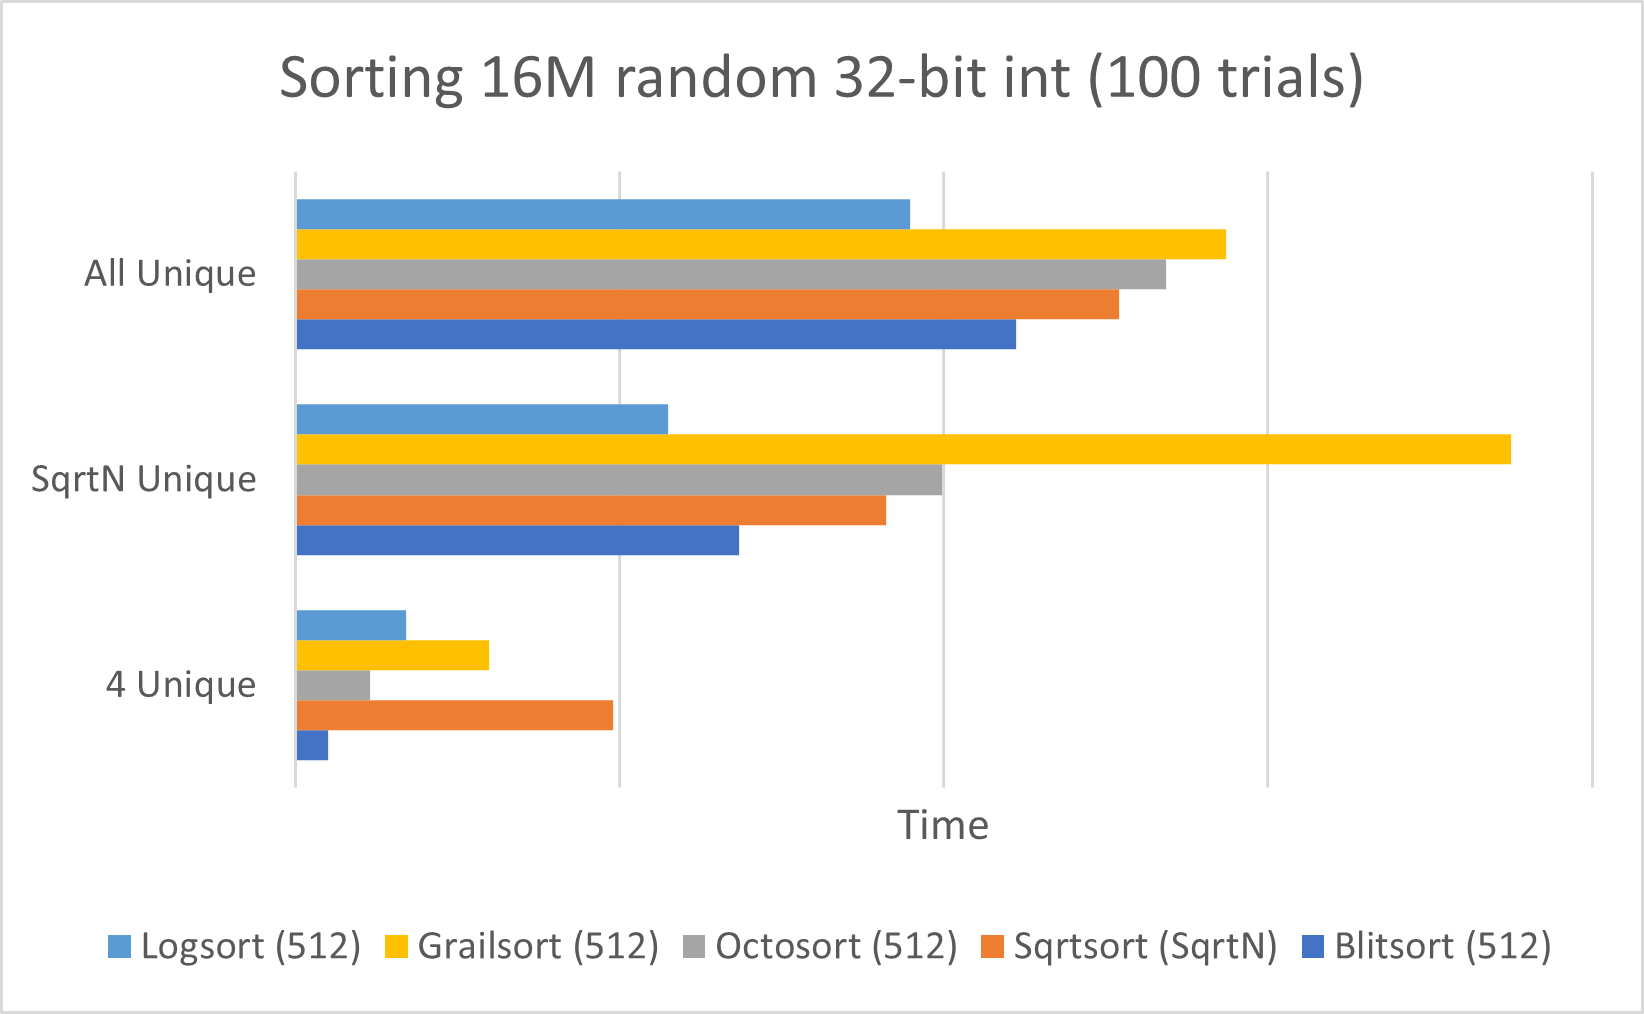 Sorting 16M random 32-bit int (100 trials)
All Unique
SqrtN Unique
4 Unique
Time
Logsort (512) Grailsort (512) Octosort (512) Sqrtsort (SqrtN) Blitsort (512)